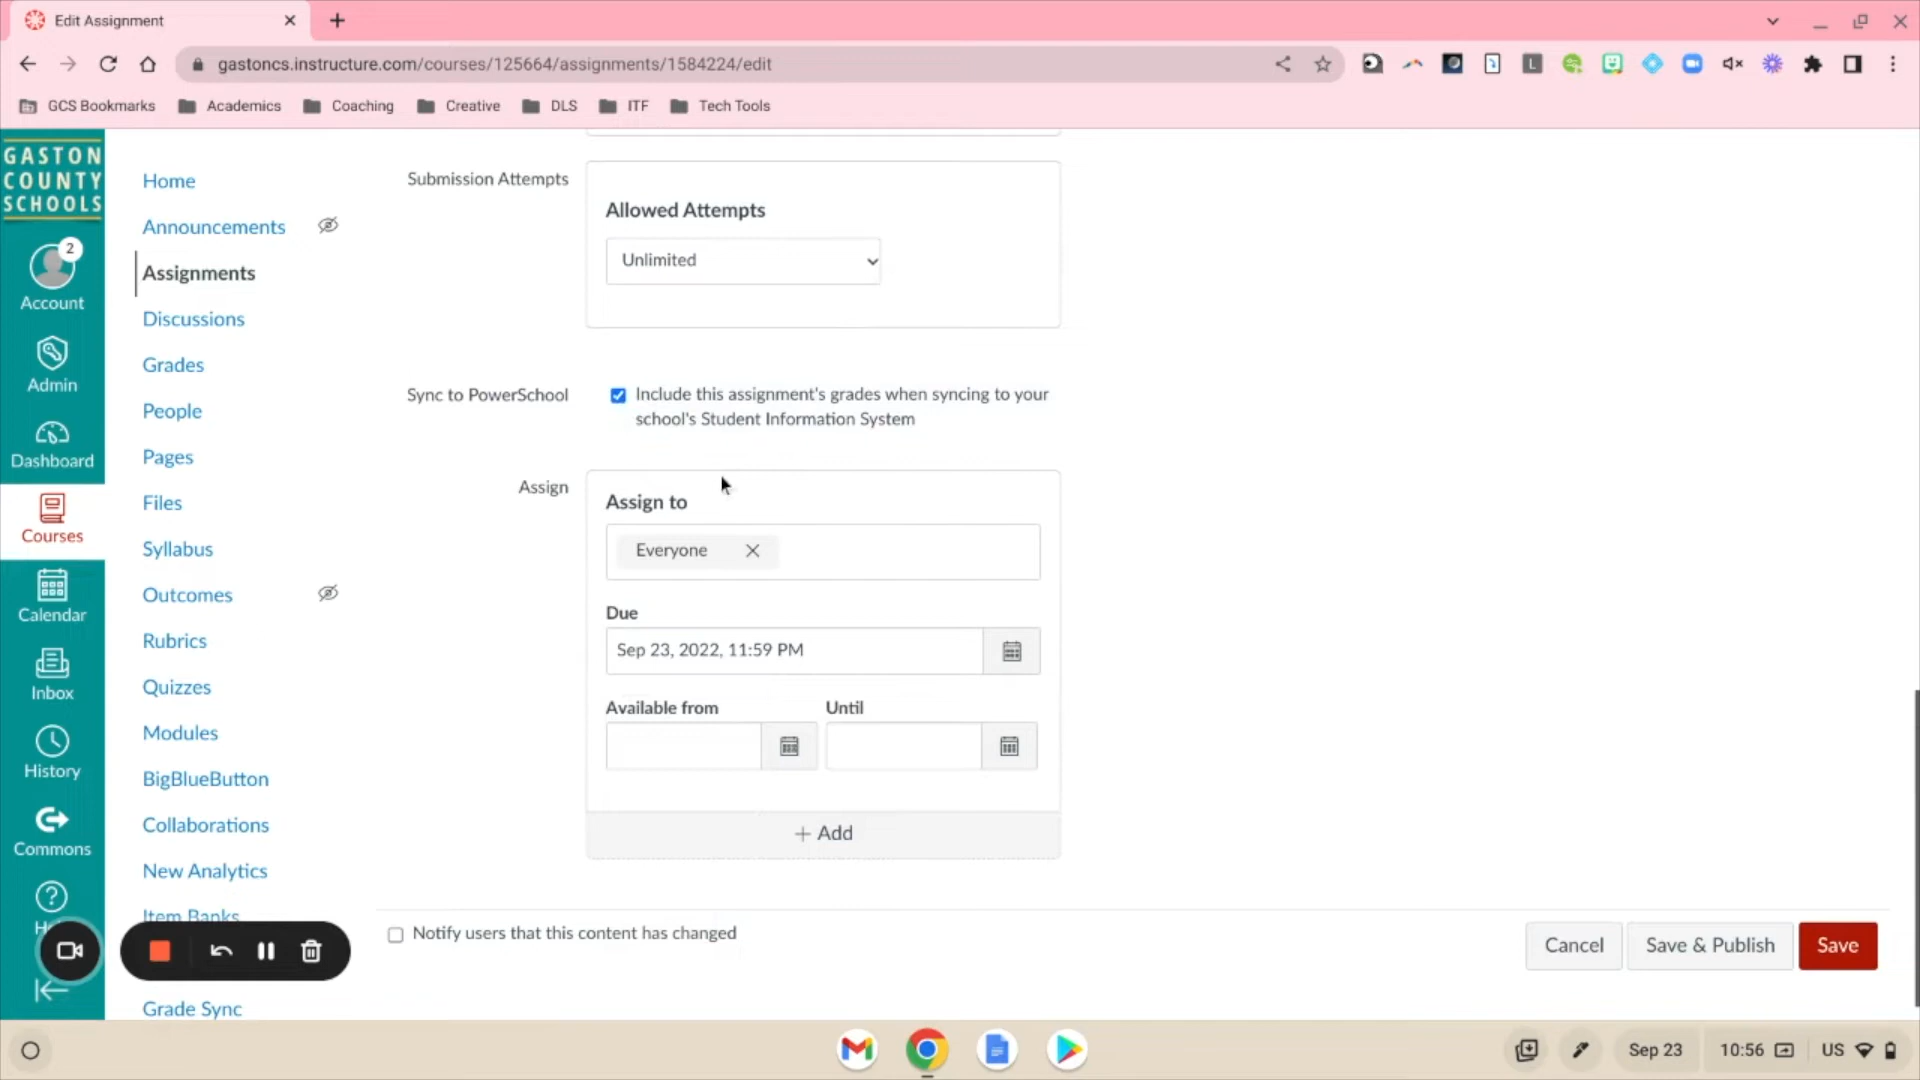 Edit Assignment
gastoncs.instructure.com/courses/125664/assignments/1584224/edit
GCS Bookmarks
Academics
Coaching
Creative
DLS
ITF
Tech Tools
GASTON
COUNTY
SCHOOLS
2
Account
Admin
Dashboard
Courses
Calendar
Inbox
History
Commons
Home
Announcements
Assignments
Discussions
Grades
People
Pages
Files
Syllabus
Outcomes
Rubrics
Quizzes
Modules
BigBlueButton
Collaborations
New Analytics
Item Banks
Grade Sync
Submission Attempts
Allowed Attempts
Unlimited
Sync to PowerSchool
Include this assignment's grades when syncing to your
school's Student Information System
Assign
Assign to
Everyone
Due
Sep 23, 2022, 11:59 PM
Available from
Until
+ Add
Notify users that this content has changed
Cancel
Save & Publish
Save
Sep 23
10:56
US